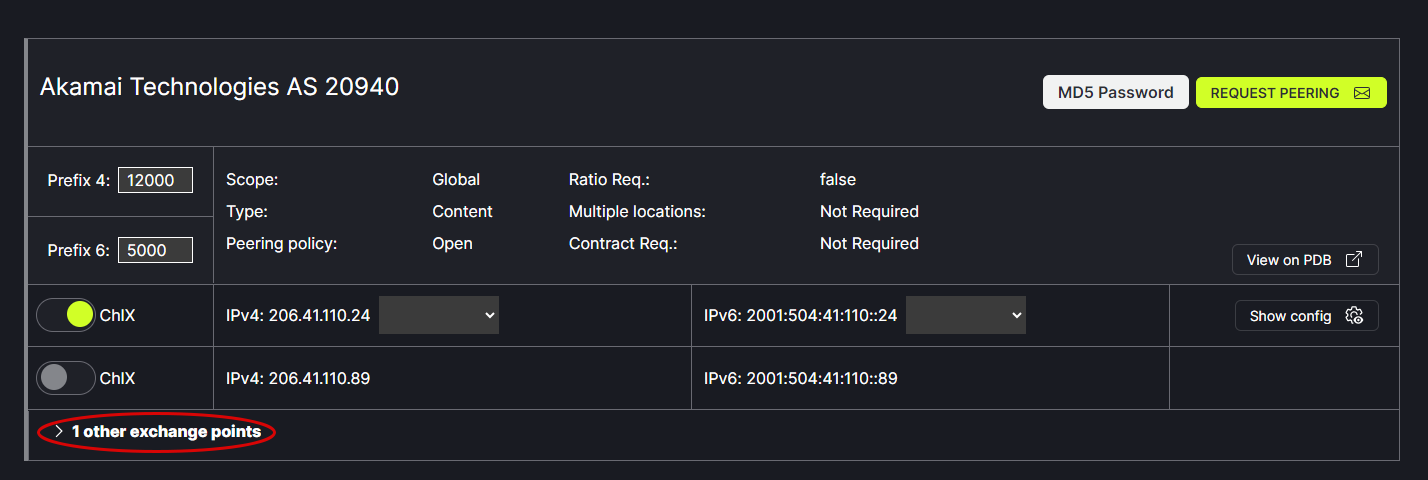 Akamai Technologies AS 20940
MD5 Password
REQUEST PEERING
Prefix 4: 12000
Prefix 6: 5000
Scope: Global Ratio Req.: false
Type: Content Multiple locations: Not Required
Peering policy: Open Contract Req.: Not Required
View on PDB
ChIX IPv4: 206.41.110.24 IPv6: 2001:504:41:110::24 Show config
ChIX IPv4: 206.41.110.89 IPv6: 2001:504:41:110::89
1 other exchange points